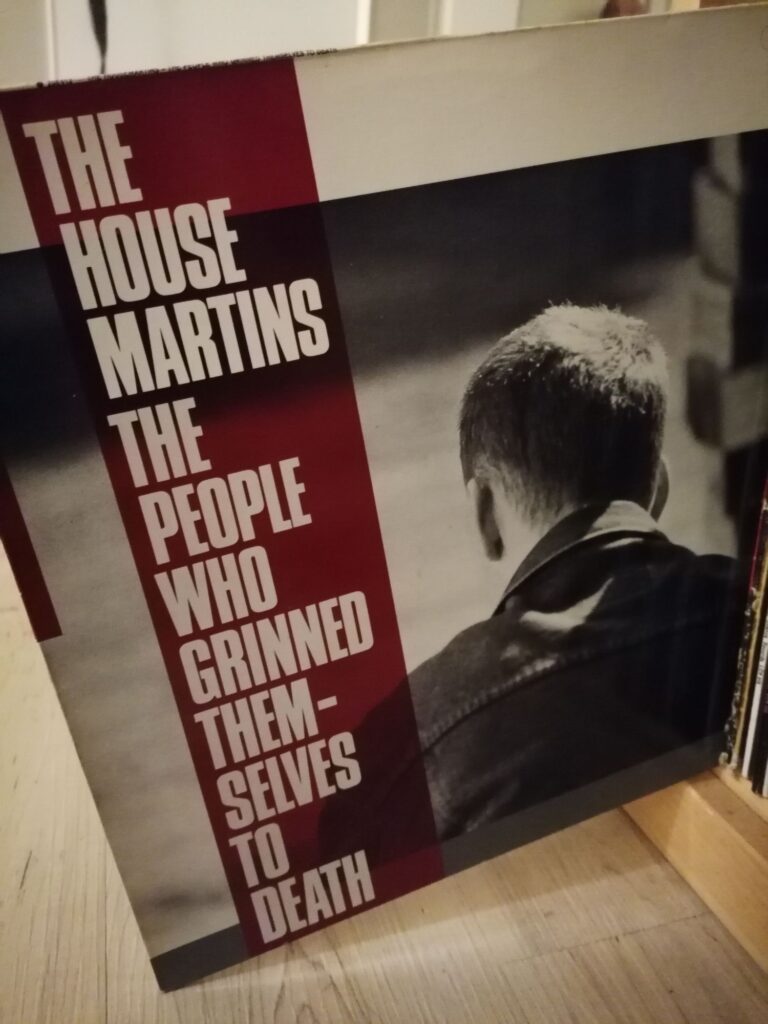 THE
HOUSE
MARTINS
THE
PEOPLE
WHO
GRINNED
THEM-
SELVES
TO
DEATH